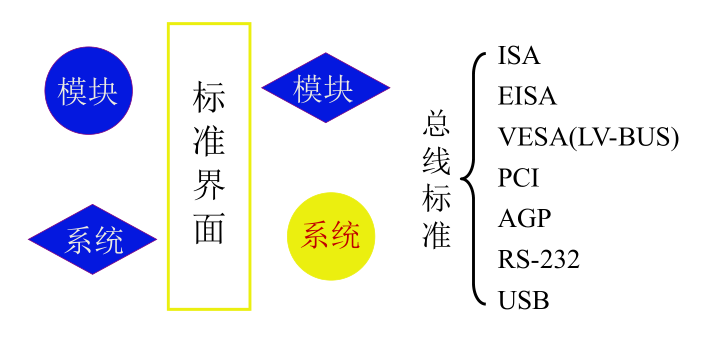 模块
系统
标准界面
模块
系统
总线标准
ISA
EISA
VESA(LV-BUS)
PCI
AGP
RS-232
USB